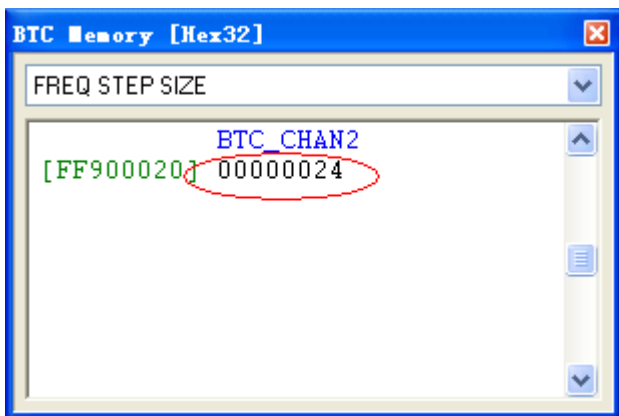 BTC Memory [Hex32]
FREQ STEP SIZE
BTC_CHAN2
[FF900020] 00000024